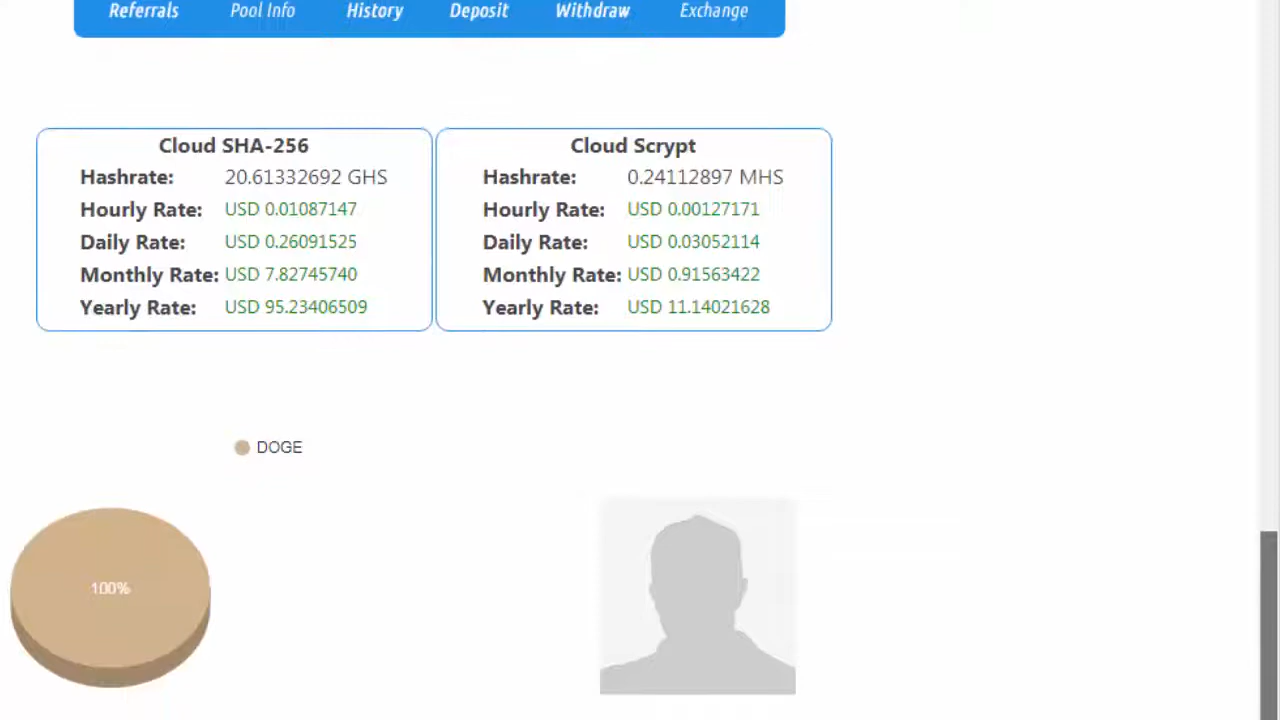 Referrals Pool Info History Deposit Withdraw Exchange
Cloud SHA-256
Hashrate: 20.61332692 GHS
Hourly Rate: USD 0.01087147
Daily Rate: USD 0.26091525
Monthly Rate: USD 7.82745740
Yearly Rate: USD 95.23406509
Cloud Scrypt
Hashrate: 0.24112897 MHS
Hourly Rate: USD 0.00127171
Daily Rate: USD 0.03052114
Monthly Rate: USD 0.91563422
Yearly Rate: USD 11.14021628
DOGE
100%